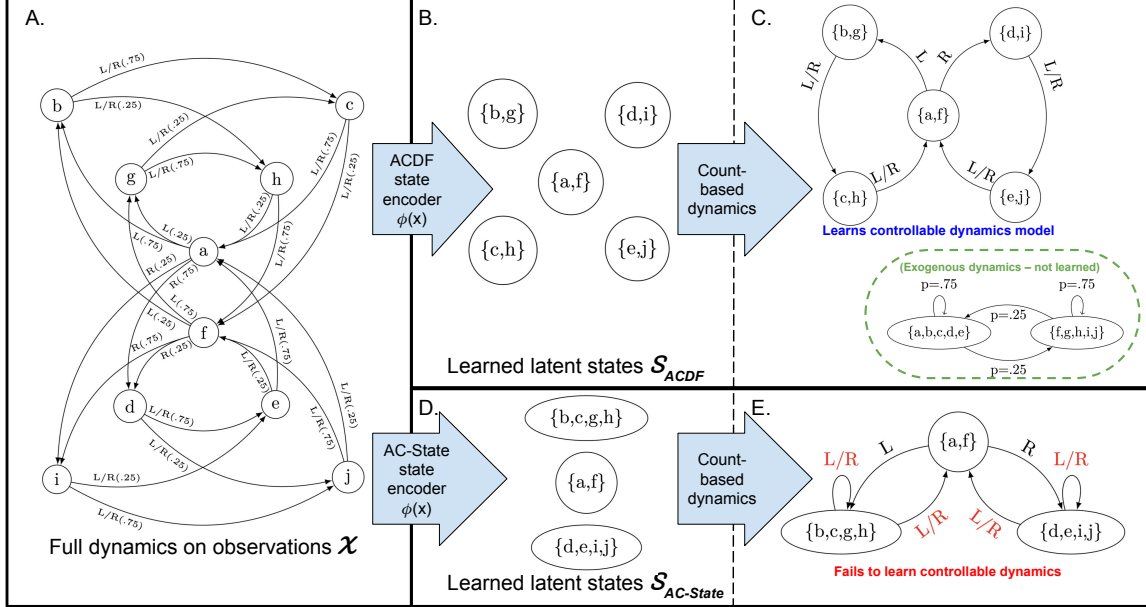 A.
b
c
g
h
a
f
d
e
i
j
L/R(.75)
L/R(.25)
L/R(.25)
L/R(.75)
L/R(.75)
L/R(.25)
L/R(.25)
L/R(.75)
L(.25)
L(.75)
R(.25)
R(.75)
L(.75)
L(.25)
R(.75)
R(.25)
L/R(.75)
L/R(.25)
L/R(.25)
L/R(.75)
L/R(.75)
L/R(.25)
L/R(.25)
L/R(.75)
Full dynamics on observations 𝒳
ACDF
state
encoder
ϕ(x)
AC-State
state
encoder
ϕ(x)
B.
{b,g}
{d,i}
{a,f}
{c,h}
{e,j}
Learned latent states S ACDF
Count-
based
dynamics
C.
{b,g}
{d,i}
L
R
L/R
L/R
{a,f}
L/R
L/R
{c,h}
{e,j}
Learns controllable dynamics model
(Exogenous dynamics – not learned)
p=.75
p=.75
p=.25
{a,b,c,d,e}
{f,g,h,i,j}
p=.25
D.
{b,c,g,h}
{a,f}
{d,e,i,j}
Learned latent states S AC-State
Count-
based
dynamics
E.
{a,f}
L
R
L/R
L/R
L/R
L/R
{b,c,g,h}
{d,e,i,j}
Fails to learn controllable dynamics